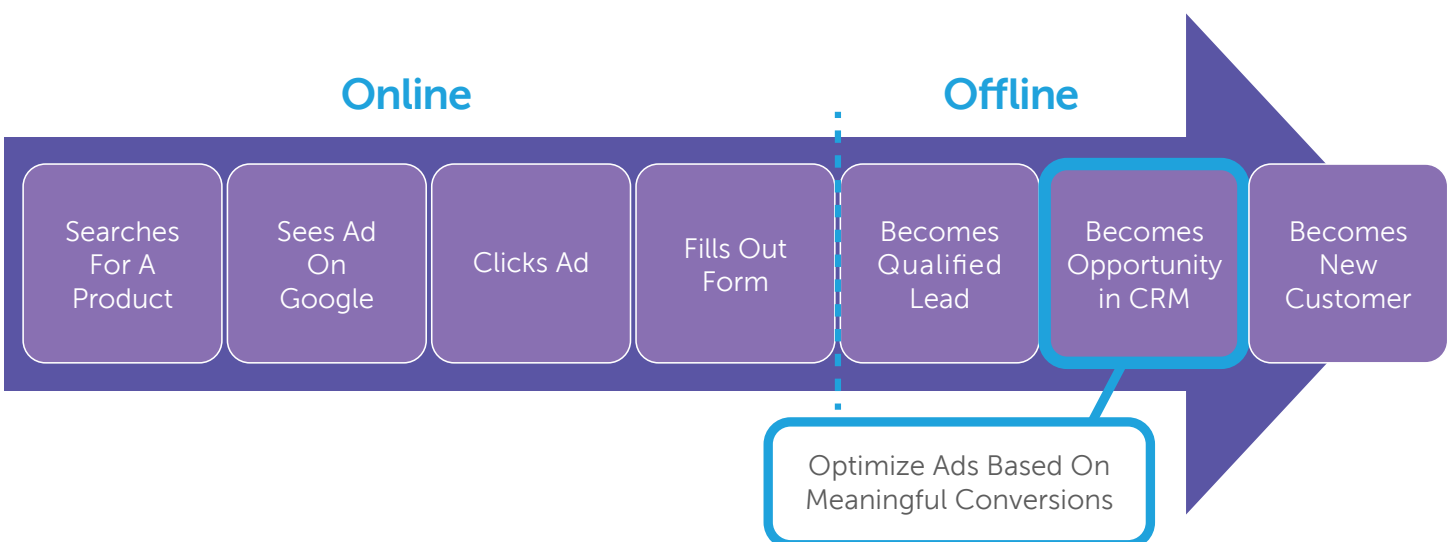 Online
Offline
Searches
For A
Product
Sees Ad
On
Google
Clicks Ad
Fills Out
Form
Becomes
Qualified
Lead
Becomes
Opportunity
in CRM
Becomes
New
Customer
Optimize Ads Based On
Meaningful Conversions